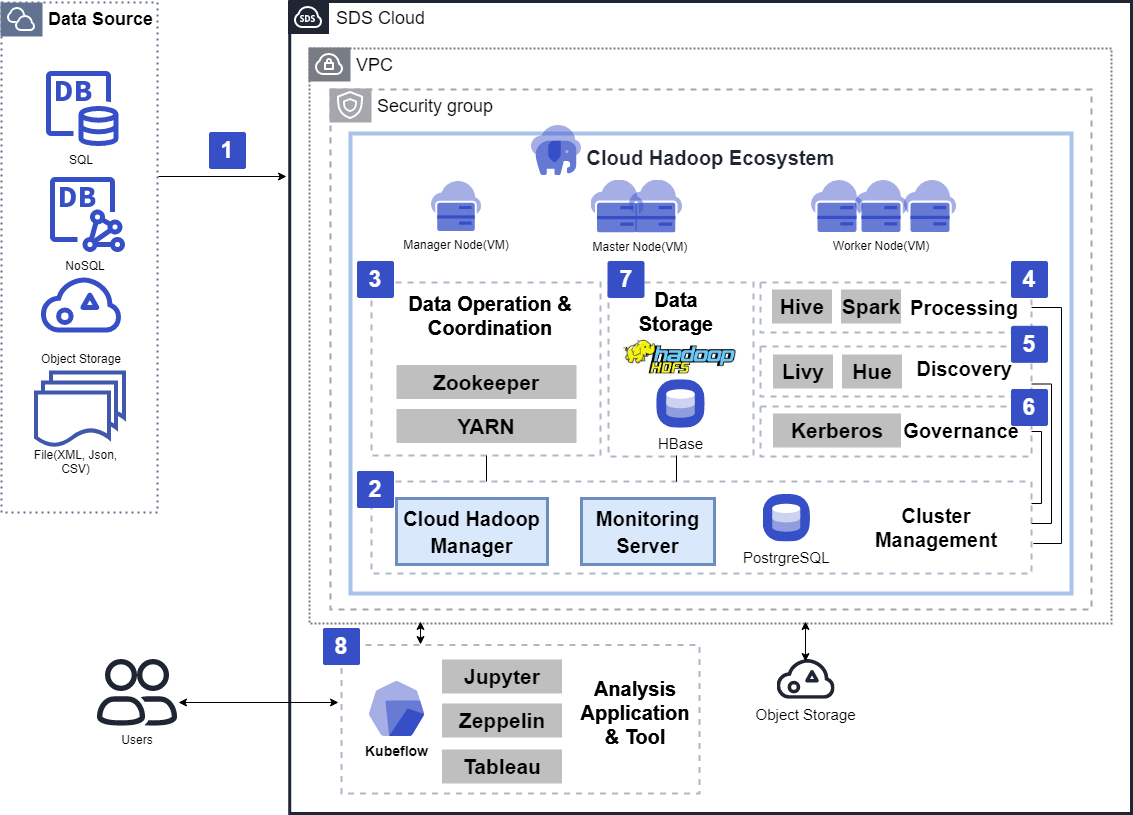 Data Source
DB
SQL
DB
NoSQL
Object Storage
File(XML, Json,
CSV)
1
SDS
SDS Cloud
VPC
Security group
Cloud Hadoop Ecosystem
Manager Node(VM)
Master Node(VM)
Worker Node(VM)
3
Data Operation &
Coordination
Zookeeper
YARN
7
Data
Storage
hadoop
HDFS
HBase
4
Hive
Spark
Processing
5
Livy
Hue
Discovery
6
Kerberos
Governance
2
Cloud Hadoop
Manager
Monitoring
Server
PostrgreSQL
Cluster
Management
8
Kubeflow
Jupyter
Zeppelin
Tableau
Analysis
Application
& Tool
Object Storage
Users